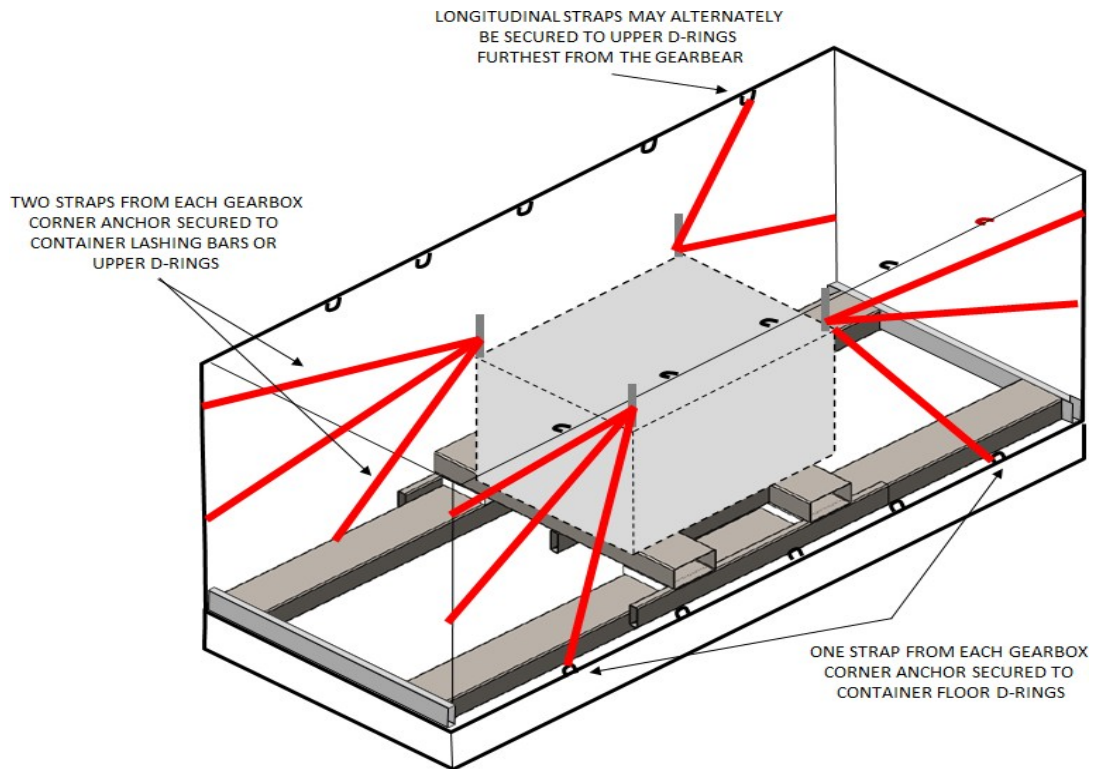 LONGITUDINAL STRAPS MAY ALTERNATELY
BE SECURED TO UPPER D-RINGS
FURTHEST FROM THE GEARBEAR
TWO STRAPS FROM EACH GEARBOX
CORNER ANCHOR SECURED TO
CONTAINER LASHING BARS OR
UPPER D-RINGS
ONE STRAP FROM EACH GEARBOX
CORNER ANCHOR SECURED TO
CONTAINER FLOOR D-RINGS